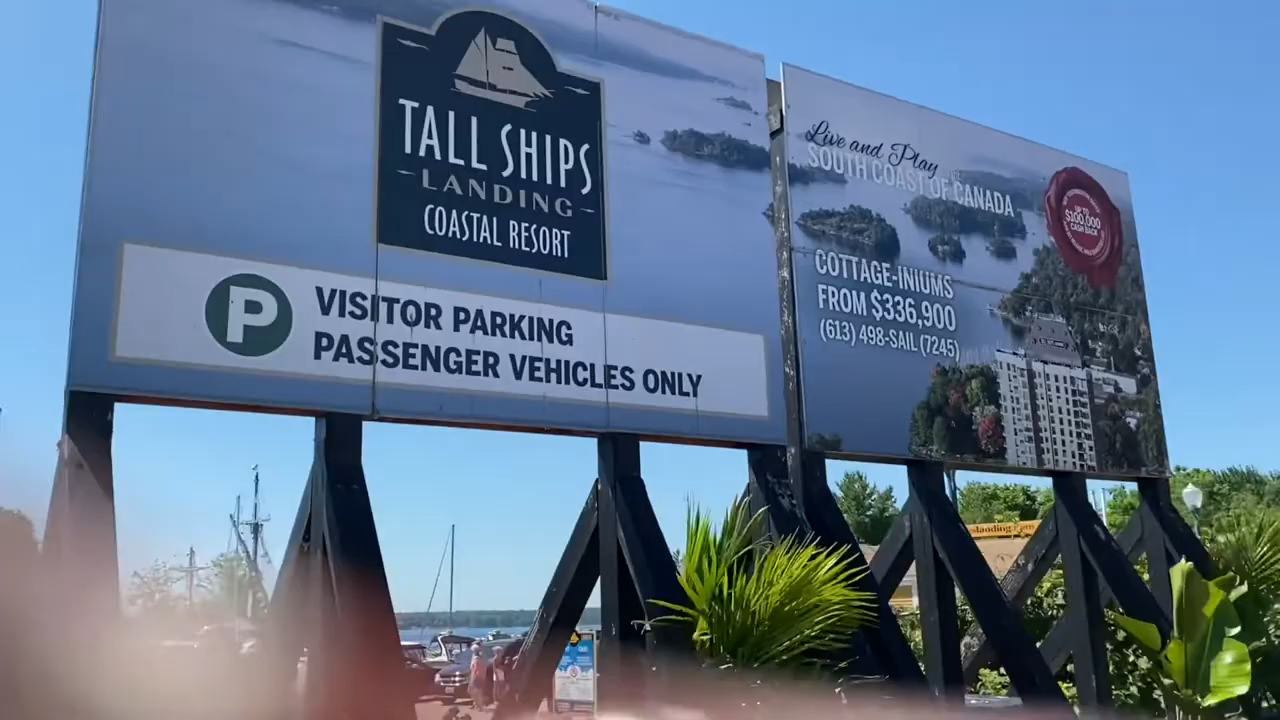 TALL SHIPS
LANDING
COASTAL RESORT
P
VISITOR PARKING
PASSENGER VEHICLES ONLY
Live and Play
SOUTH COAST OF CANADA
UP TO
$100,000
CASH BACK
COTTAGE-INIUMS
FROM $336,900
(613) 498-SAIL (7245)